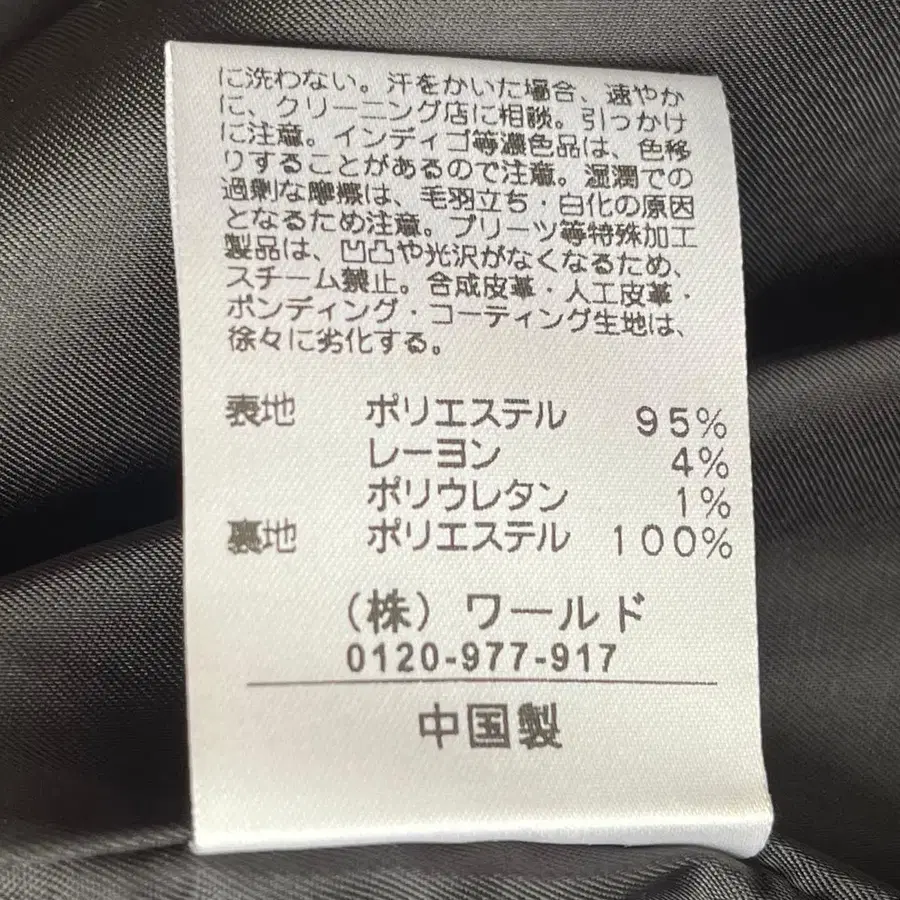 に洗わない。汗をかいた場合、速やか
に、クリーニング店に相談。引っかけ
に注意。インディゴ等濃色品は、色移
りすることがあるので注意。湿潤での
過剰な摩擦は、毛羽立ち・白化の原因
となるため注意。プリーツ等特殊加工
製品は、凹凸や光沢がなくなるため、
スチーム禁止。合成皮革・人工皮革・
ボンディング・コーティング生地は、
徐々に劣化する。
表地 ポリエステル 95%
レーヨン 4%
ポリウレタン 1%
裏地 ポリエステル 100%
(株) ワールド
0120-977-917
中国製